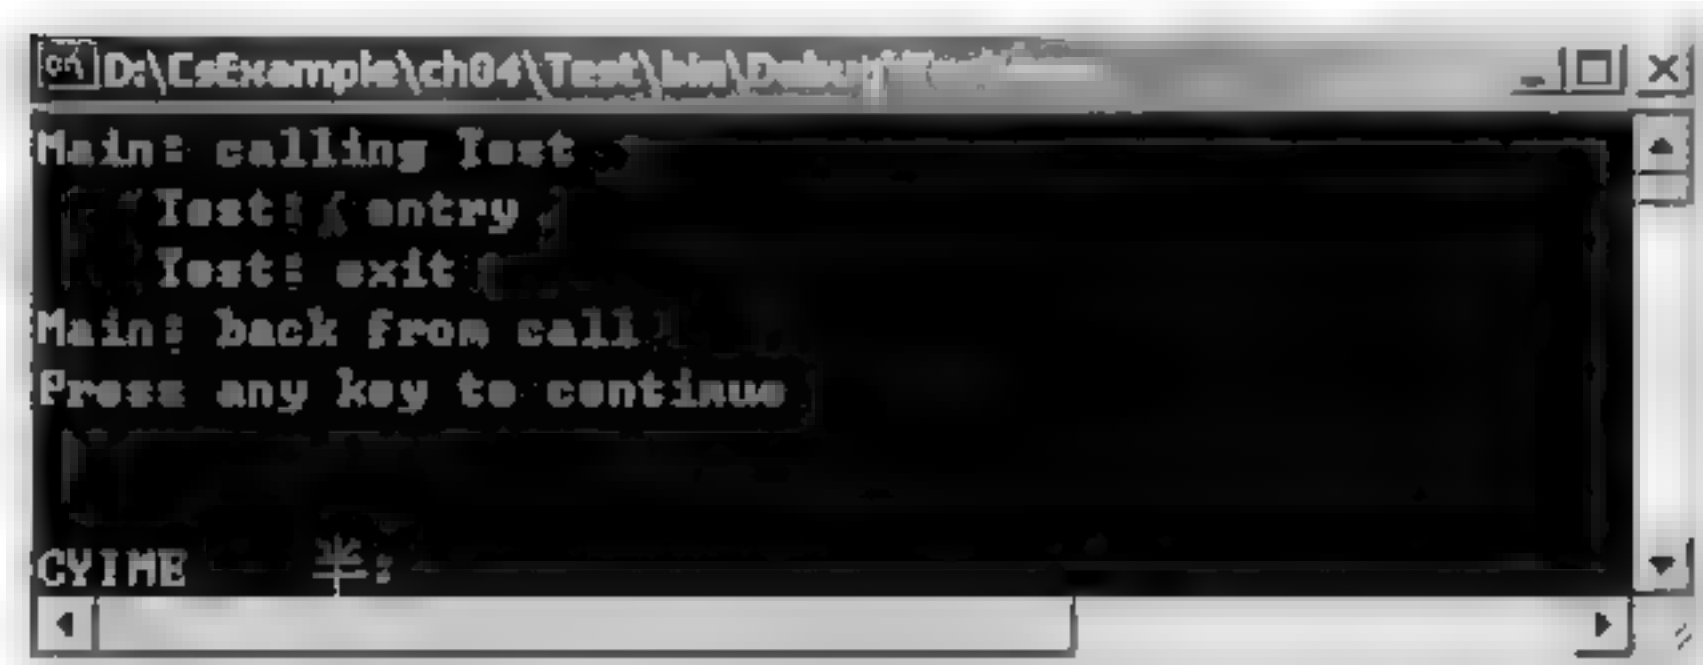 D:\CsExample\ch04\Test\bin\Debug\
Main: calling Test
Test: entry
Test: exit
Main: back from call
Press any key to continue
CYIME 半: